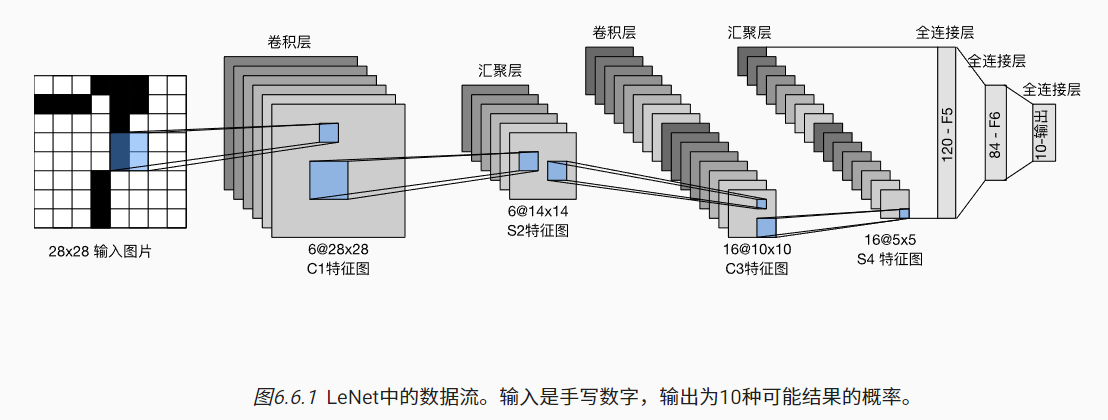 卷积层
汇聚层
卷积层
汇聚层
全连接层
全连接层
全连接层
120 - F5
84 - F6
10-输出
28x28 输入图片
6@28x28
C1特征图
6@14x14
S2特征图
16@10x10
C3特征图
16@5x5
S4 特征图
图6.6.1 LeNet中的数据流。输入是手写数字，输出为10种可能结果的概率。